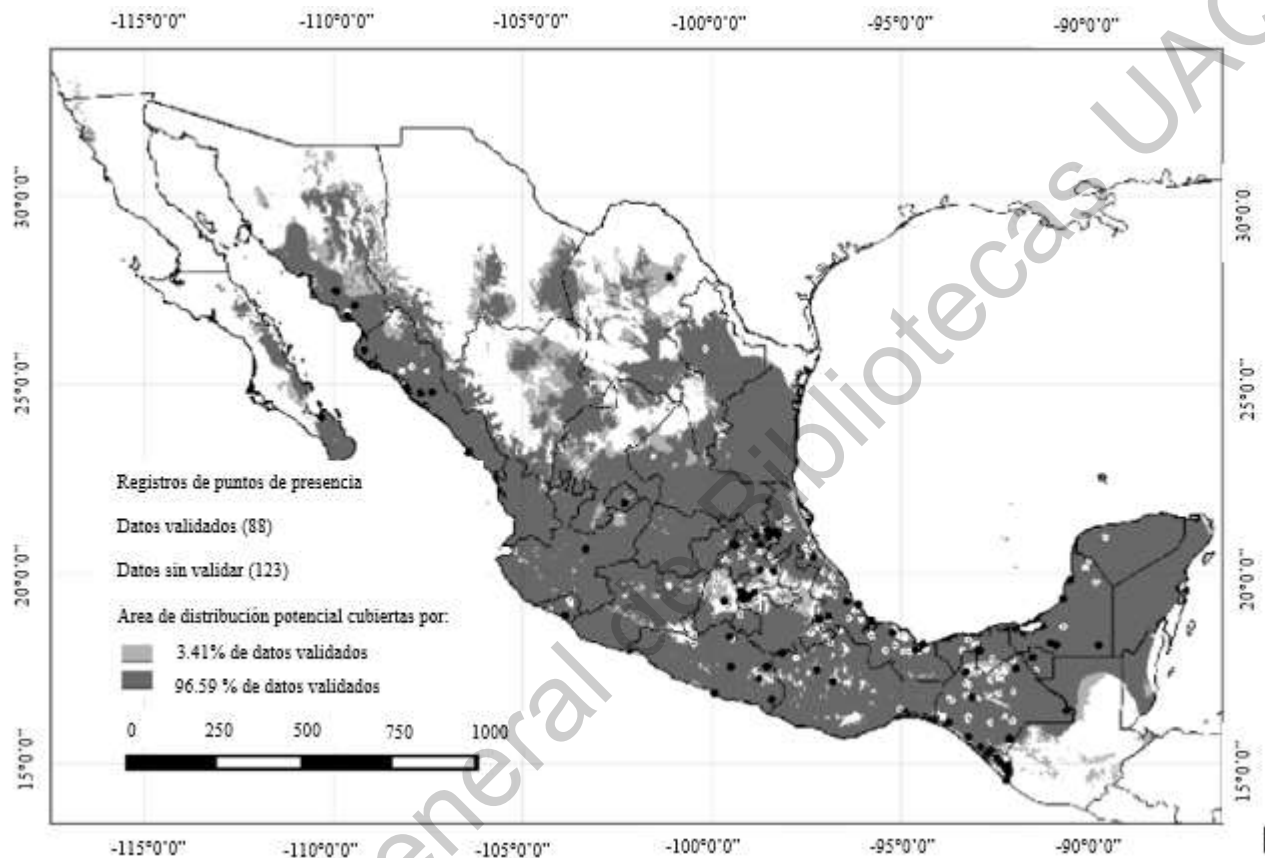 -115°0'0" -110°0'0" -105°0'0" -100°0'0" -95°0'0" -90°0'0"
30°0'0" 30°0'0"
25°0'0" 25°0'0"
20°0'0" 20°0'0"
15°0'0" 15°0'0"
Registros de puntos de presencia
Datos validados (88)
Datos sin validar (123)
Area de distribución potencial cubiertas por:
3.41% de datos validados
96.59 % de datos validados
0 250 500 750 1000
-115°0'0" -110°0'0" -105°0'0" -100°0'0" -95°0'0" -90°0'0"
eneral de Bibliotecas UAQ